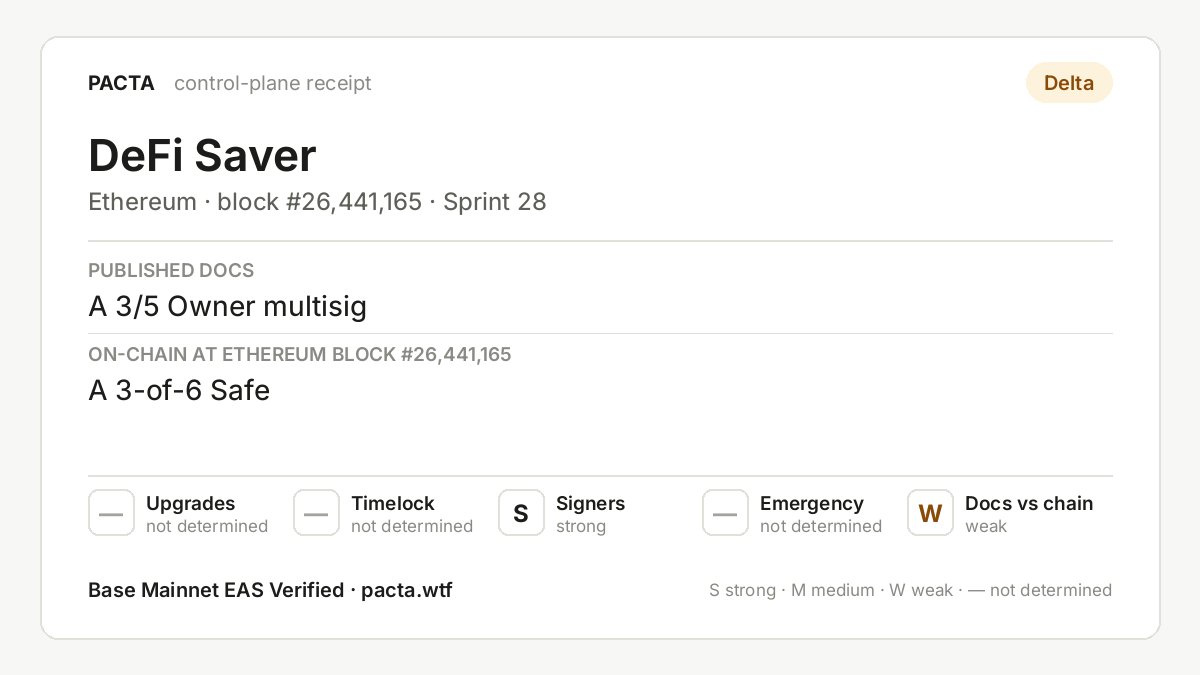 PACTA control-plane receipt
Delta
DeFi Saver
Ethereum · block #26,441,165 · Sprint 28
PUBLISHED DOCS
A 3/5 Owner multisig
ON-CHAIN AT ETHEREUM BLOCK #26,441,165
A 3-of-6 Safe
— Upgrades
not determined
— Timelock
not determined
S Signers
strong
— Emergency
not determined
W Docs vs chain
weak
Base Mainnet EAS Verified · pacta.wtf
S strong · M medium · W weak · — not determined